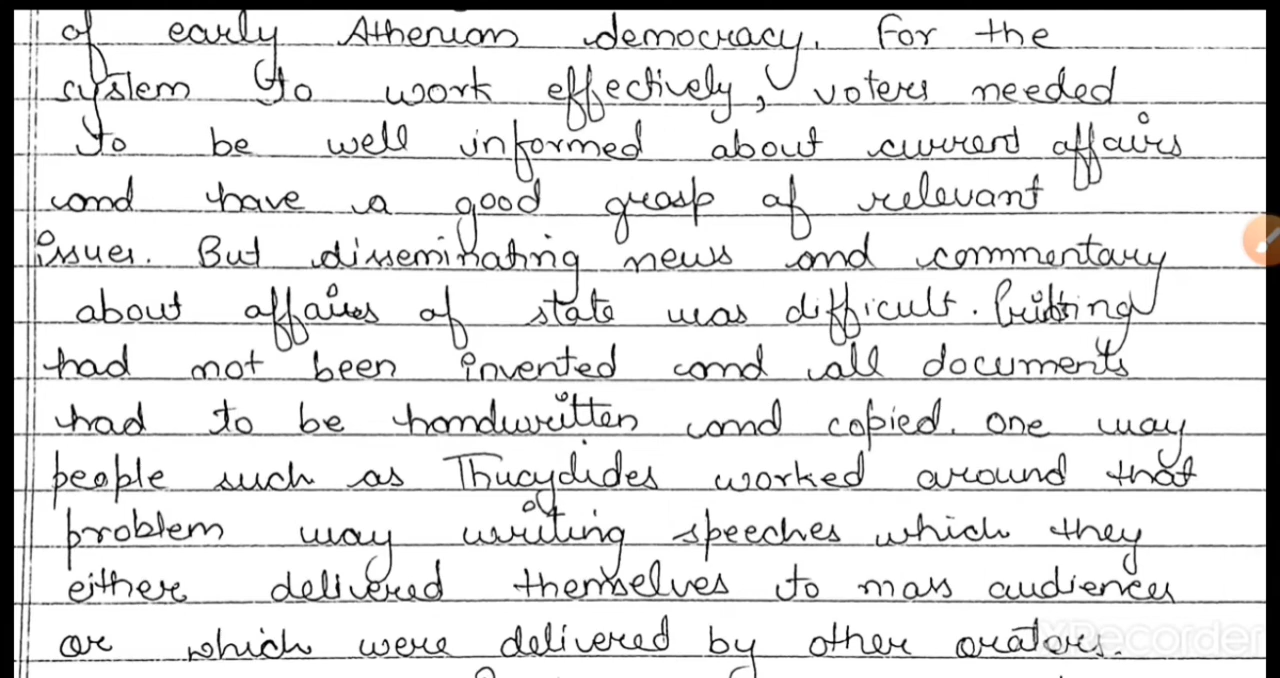 of early Athenian democracy. For the
system to work effectively, voters needed
to be well informed about current affairs
and have a good grasp of relevant
issues. But disseminating news and commentary
about affairs of state was difficult. Printing
had not been invented and all documents
had to be handwritten and copied. One way
people such as Thucydides worked around that
problem way writing speeches which they
either delivered themselves to mass audiences
or which were delivered by other orators.
XRecorder